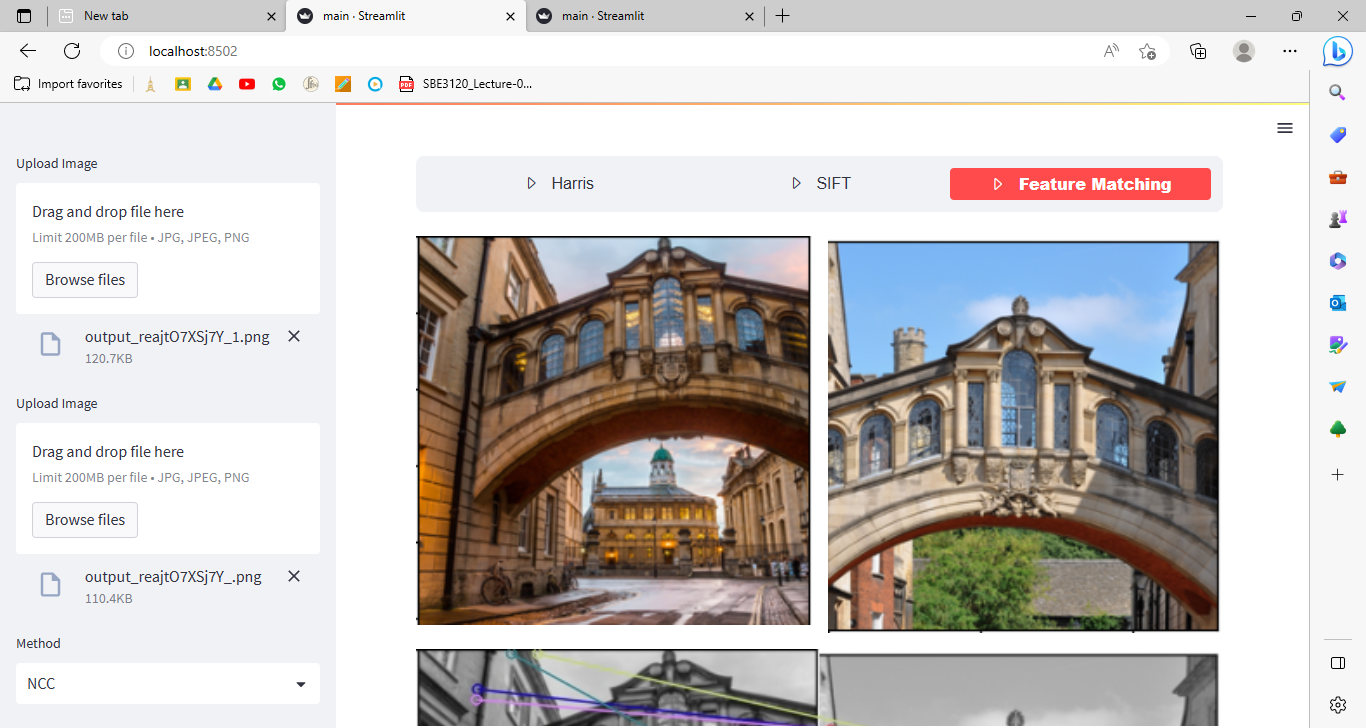 New tab
main · Streamlit
main · Streamlit
localhost:8502
Import favorites
SBE3120_Lecture-0...
Upload Image
Drag and drop file here
Limit 200MB per file • JPG, JPEG, PNG
Browse files
output_reajtO7XSj7Y_1.png
120.7KB
Upload Image
Drag and drop file here
Limit 200MB per file • JPG, JPEG, PNG
Browse files
output_reajtO7XSj7Y_.png
110.4KB
Method
NCC
Harris
SIFT
Feature Matching